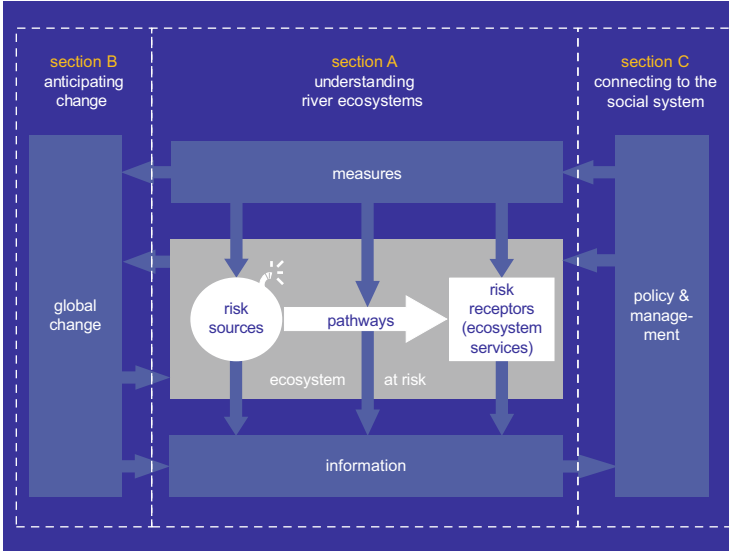 section B
anticipating
change
section A
understanding
river ecosystems
section C
connecting to the
social system
measures
global
change
risk
sources
pathways
risk
receptors
(ecosystem
services)
policy &
manage-
ment
ecosystem at risk
information